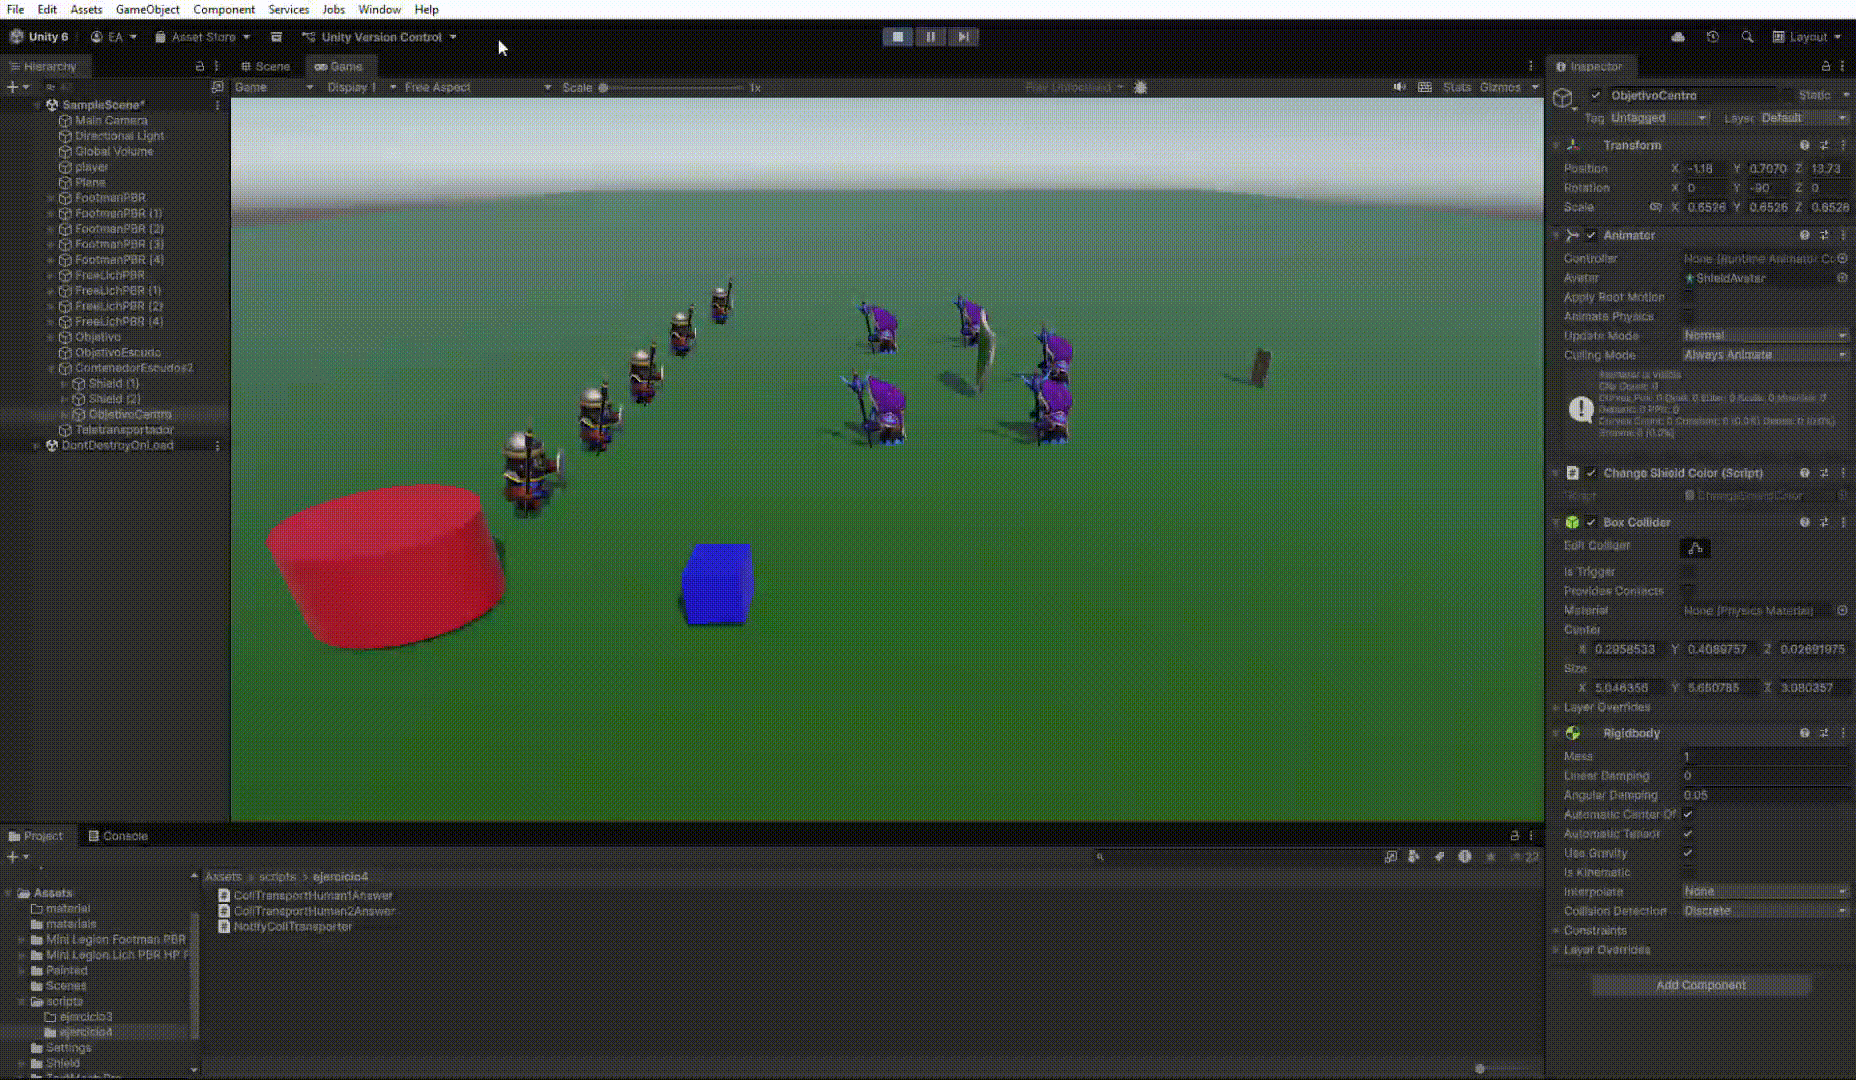 File Edit Assets GameObject Component Services Jobs Window Help
Unity 6 EA Asset Store Unity Version Control Layout
Hierarchy
SampleScene*
Main Camera
Directional Light
Global Volume
player
Plane
FootmanPBR
FootmanPBR (1)
FootmanPBR (2)
FootmanPBR (3)
FootmanPBR (4)
FreeLichPBR
FreeLichPBR (1)
FreeLichPBR (2)
FreeLichPBR (4)
Objetivo
ObjetivoEscudo
ContenedorEscudos2
Shield (1)
Shield (2)
ObjetivoCentro
Teletransportador
DontDestroyOnLoad
Scene Game
Game Display 1 Free Aspect Scale 1x Play Unfocused Stats Gizmos
Inspector
ObjetivoCentro Static
Tag Untagged Layer Default
Transform
Position X -1.18 Y 0.7070 Z 13.73
Rotation X 0 Y -90 Z 0
Scale X 0.6526 Y 0.6526 Z 0.6526
Animator
Controller None (Runtime Animator Co
Avatar ShieldAvatar
Apply Root Motion
Animate Physics
Update Mode Normal
Culling Mode Always Animate
Clip Count: 0
Change Shield Color (Script)
Script ChangeShieldColor
Box Collider
Edit Collider
Is Trigger
Provides Contacts
Material None (Physics Material)
Center
X 0.2958533 Y 0.4089757 Z 0.02691975
Size
X 5.046356 Y 5.680785 Z 3.080357
Layer Overrides
Rigidbody
Mass 1
Linear Damping 0
Angular Damping 0.05
Automatic Center Of
Automatic Tensor
Use Gravity
Is Kinematic
Interpolate None
Collision Detection Discrete
Constraints
Layer Overrides
Add Component
Project Console
22
Assets
material
materials
Mini Legion Footman PBR
Mini Legion Lich PBR HP F
Painted
Scenes
scripts
ejercicio3
ejercicio4
Settings
Shield
TextMesh Pro
Assets > scripts > ejercicio4
CollTransportHuman1Answer
CollTransportHuman2Answer
NotifyCollTransporter